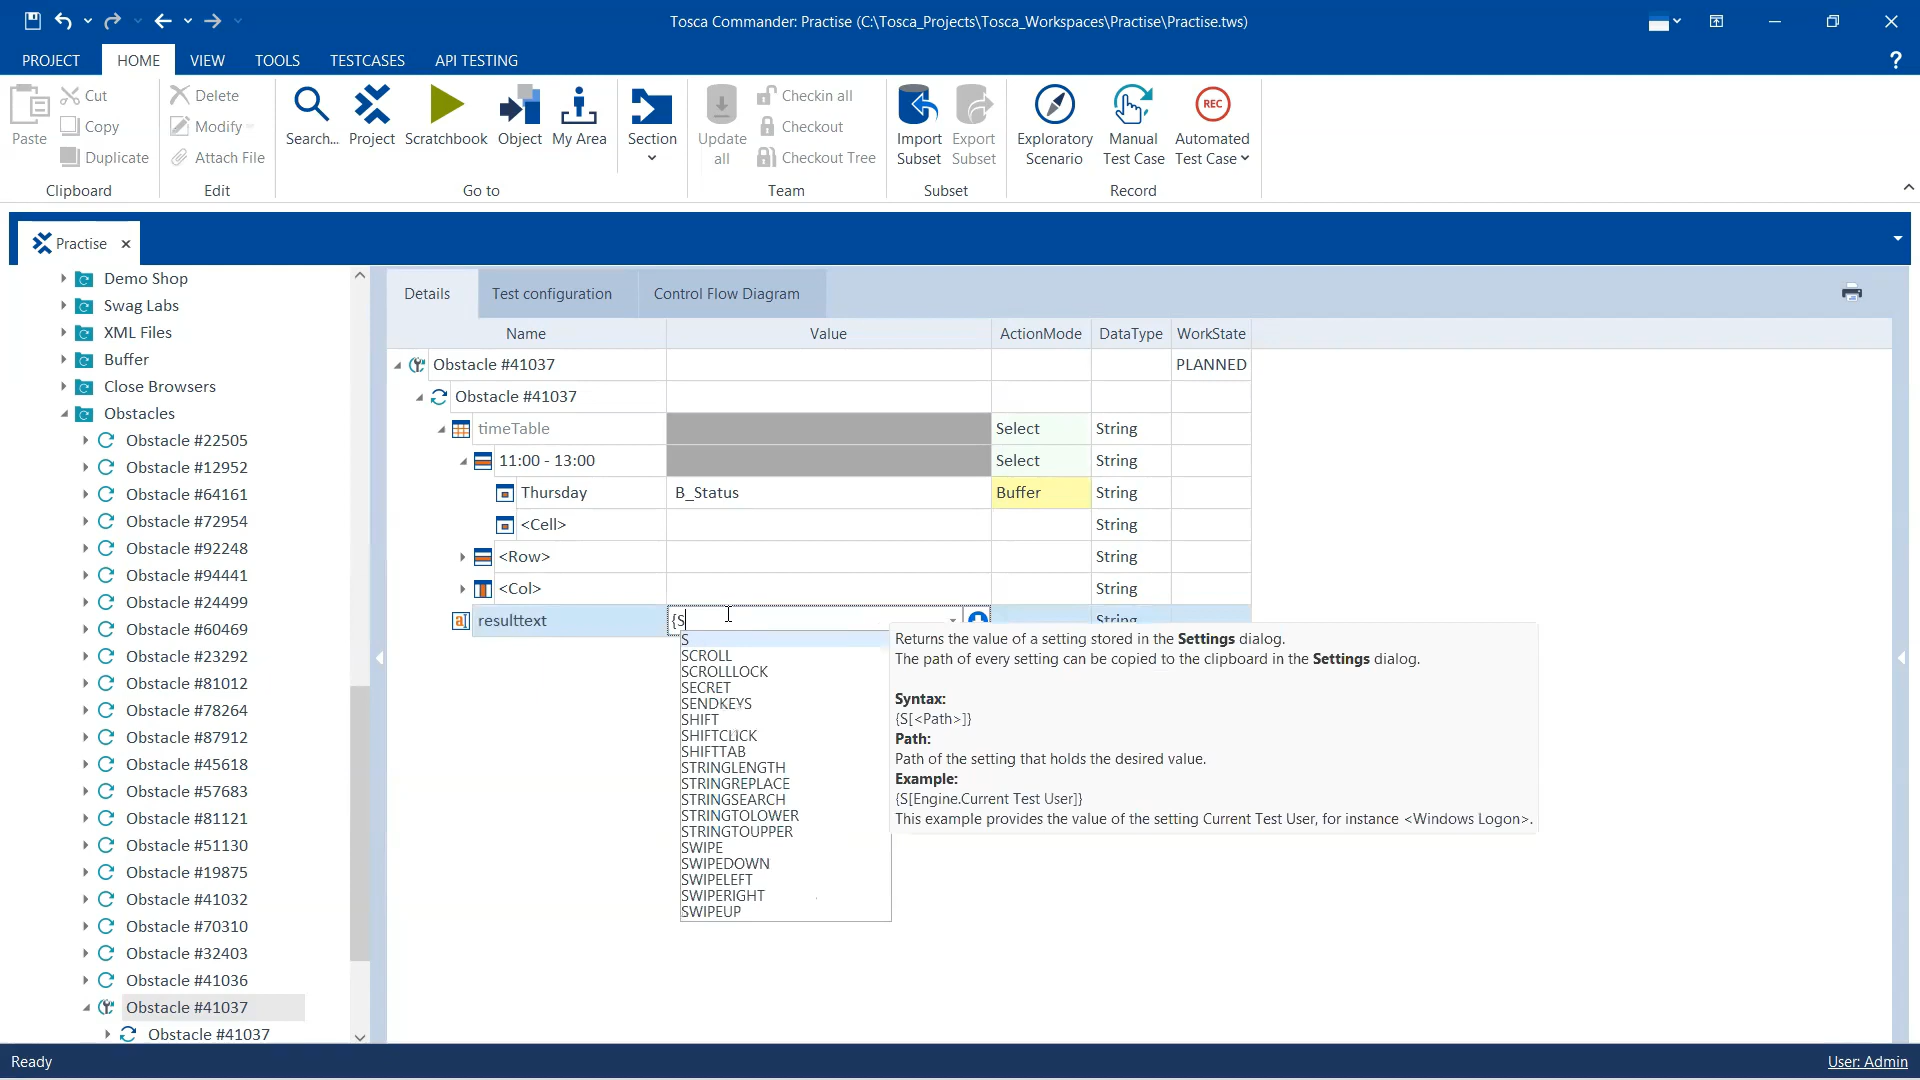 Tosca Commander: Practise (C:\Tosca_Projects\Tosca_Workspaces\Practise\Practise.tws)
PROJECT
HOME
VIEW
TOOLS
TESTCASES
API TESTING
?
Paste
Cut
Copy
Duplicate
Clipboard
Delete
Modify
Attach File
Edit
Search...
Project
Scratchbook
Object
My Area
Section
Go to
Update
all
Checkin all
Checkout
Checkout Tree
Team
Import
Subset
Export
Subset
Subset
Exploratory
Scenario
Manual
Test Case
REC
Automated
Test Case
Record
Practise
Demo Shop
Swag Labs
XML Files
Buffer
Close Browsers
Obstacles
Obstacle #22505
Obstacle #12952
Obstacle #64161
Obstacle #72954
Obstacle #92248
Obstacle #94441
Obstacle #24499
Obstacle #60469
Obstacle #23292
Obstacle #81012
Obstacle #78264
Obstacle #87912
Obstacle #45618
Obstacle #57683
Obstacle #81121
Obstacle #51130
Obstacle #19875
Obstacle #41032
Obstacle #70310
Obstacle #32403
Obstacle #41036
Obstacle #41037
Obstacle #41037
Details
Test configuration
Control Flow Diagram
Name Value ActionMode DataType WorkState
Obstacle #41037 PLANNED
Obstacle #41037
timeTable Select String
11:00 - 13:00 Select String
Thursday B_Status Buffer String
<Cell> String
<Row> String
<Col> String
a resulttext {S String
S
SCROLL
SCROLLLOCK
SECRET
SENDKEYS
SHIFT
SHIFTCLICK
SHIFTTAB
STRINGLENGTH
STRINGREPLACE
STRINGSEARCH
STRINGTOLOWER
STRINGTOUPPER
SWIPE
SWIPEDOWN
SWIPELEFT
SWIPERIGHT
SWIPEUP
Returns the value of a setting stored in the Settings dialog.
The path of every setting can be copied to the clipboard in the Settings dialog.
Syntax:
{S[<Path>]}
Path:
Path of the setting that holds the desired value.
Example:
{S[Engine.Current Test User]}
This example provides the value of the setting Current Test User, for instance <Windows Logon>.
Ready
User: Admin